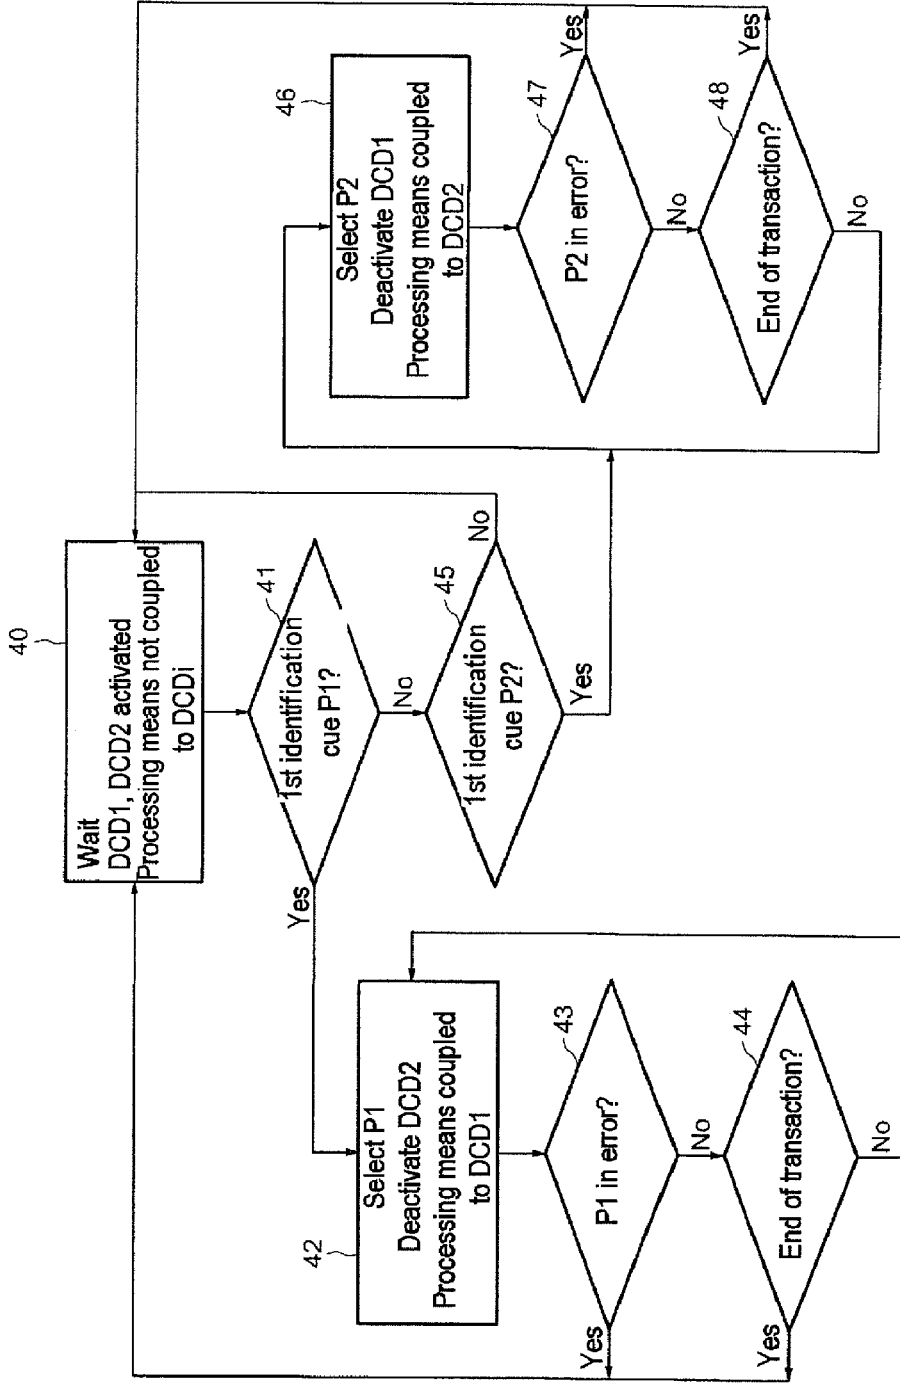 40
Wait
DCD1, DCD2 activated
Processing means not coupled
to DCDi
41
1st identification
cue P1?
Yes
No
42
Select P1
Deactivate DCD2
Processing means coupled
to DCD1
43
P1 in error?
Yes
No
44
End of transaction?
Yes
No
45
1st identification
cue P2?
No
Yes
46
Select P2
Deactivate DCD1
Processing means coupled
to DCD2
47
P2 in error?
Yes
No
48
End of transaction?
Yes
No